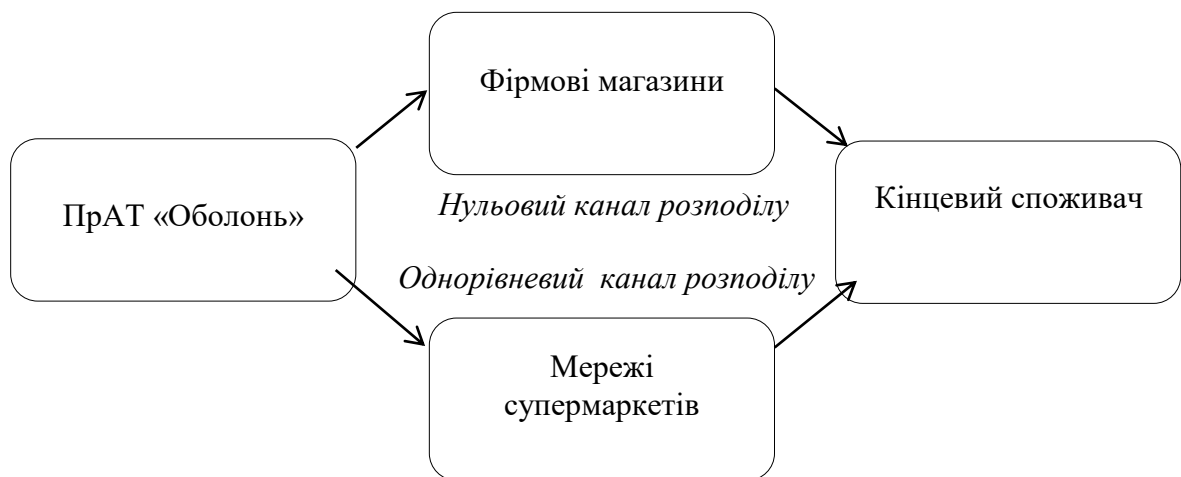 Фірмові магазини
ПрАТ «Оболонь»
Кінцевий споживач
Нульовий канал розподілу
Однорівневий канал розподілу
Мережі
супермаркетів